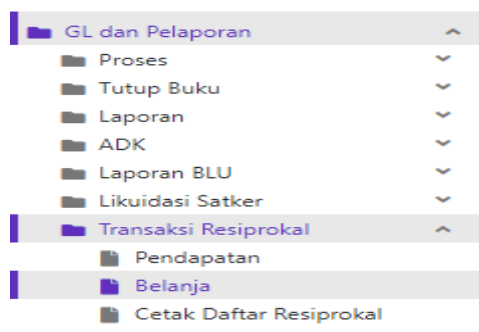 GL dan Pelaporan
Proses
Tutup Buku
Laporan
ADK
Laporan BLU
Likuidasi Satker
Transaksi Resiprokal
Pendapatan
Belanja
Cetak Daftar Resiprokal